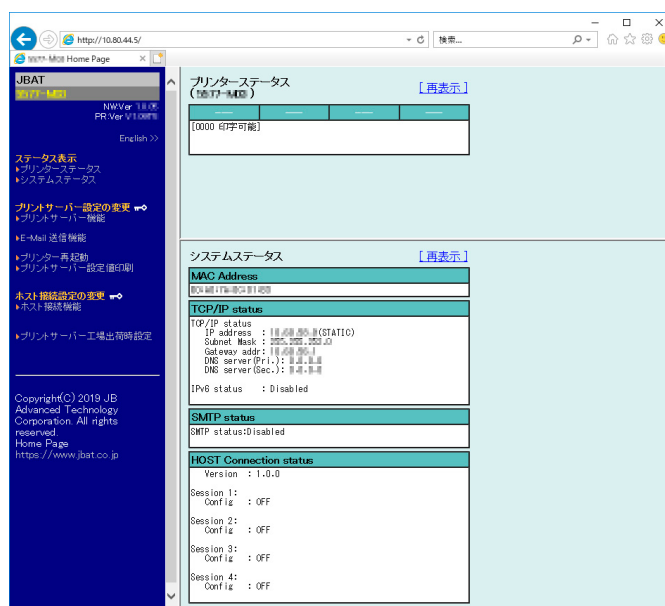 http://10.80.44.5/
検索...
Home Page
JBAT
NW:Ver
PR:Ver
English >>
ステータス表示
プリンターステータス
システムステータス
プリントサーバー設定の変更
プリントサーバー機能
E-Mail 送信機能
プリンター再起動
プリントサーバー設定値印刷
ホスト接続設定の変更
ホスト接続機能
プリントサーバー工場出荷時設定
Copyright(C) 2019 JB
Advanced Technology
Corporation. All rights
reserved.
Home Page
https://www.jbat.co.jp
プリンターステータス
[ 再表示 ]
[0000 印字可能]
システムステータス
[ 再表示 ]
MAC Address
TCP/IP status
TCP/IP status
IP address : (STATIC)
Subnet Mask :
Gateway addr:
DNS server(Pri.):
DNS server(Sec.):
IPv6 status : Disabled
SMTP status
SMTP status:Disabled
HOST Connection status
Version : 1.0.0
Session 1:
Config : OFF
Session 2:
Config : OFF
Session 3:
Config : OFF
Session 4:
Config : OFF